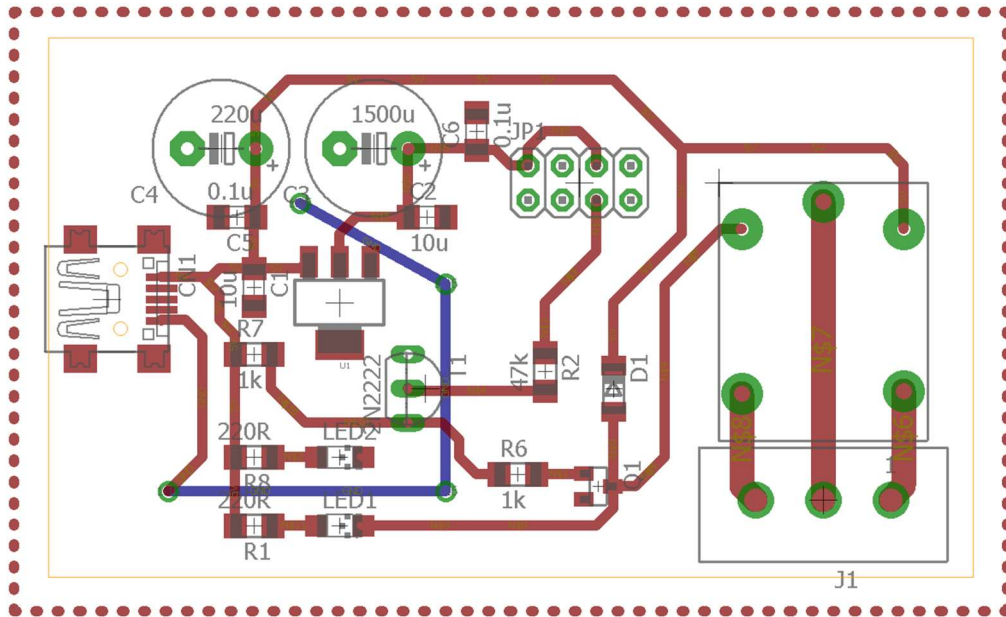 220u
1500u
C6
0.1u
JP1
+
+
C4
0.1u
C3
C2
C5
10u
CN1
10u
C1
R7
1k
U1
2N2222
T1
47k
R2
D1
N$7
220R
LED2
R8
R6
1k
Q1
N$8
N$6
220R
LED1
R1
J1